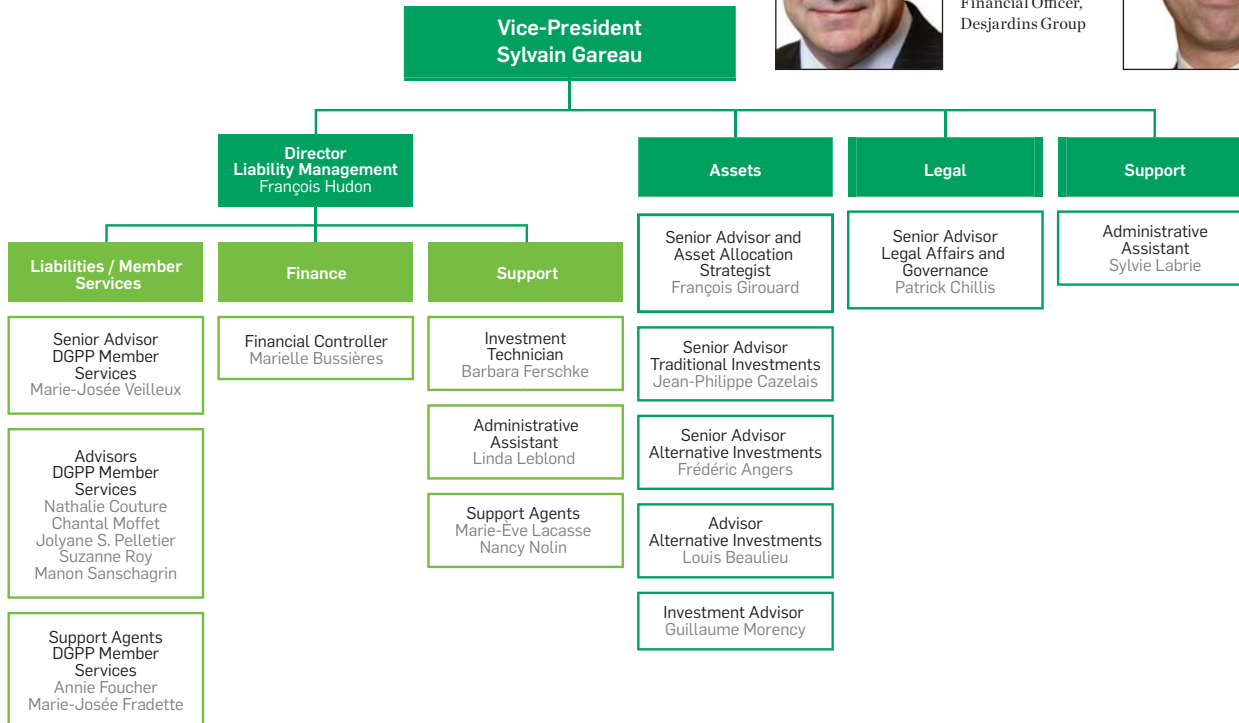 Financial Officer,
Desjardins Group
Vice-President
Sylvain Gareau
Director
Liability Management
François Hudon
Assets
Legal
Support
Liabilities / Member
Services
Finance
Support
Senior Advisor
DGPP Member
Services
Marie-Josée Veilleux
Advisors
DGPP Member
Services
Nathalie Couture
Chantal Moffet
Jolyane S. Pelletier
Suzanne Roy
Manon Sanschagrin
Support Agents
DGPP Member
Services
Annie Foucher
Marie-Josée Fradette
Financial Controller
Marielle Bussières
Investment
Technician
Barbara Ferschke
Administrative
Assistant
Linda Leblond
Support Agents
Marie-Ève Lacasse
Nancy Nolin
Senior Advisor and
Asset Allocation
Strategist
François Girouard
Senior Advisor
Traditional Investments
Jean-Philippe Cazelais
Senior Advisor
Alternative Investments
Frédéric Angers
Advisor
Alternative Investments
Louis Beaulieu
Investment Advisor
Guillaume Morency
Senior Advisor
Legal Affairs and
Governance
Patrick Chillis
Administrative
Assistant
Sylvie Labrie